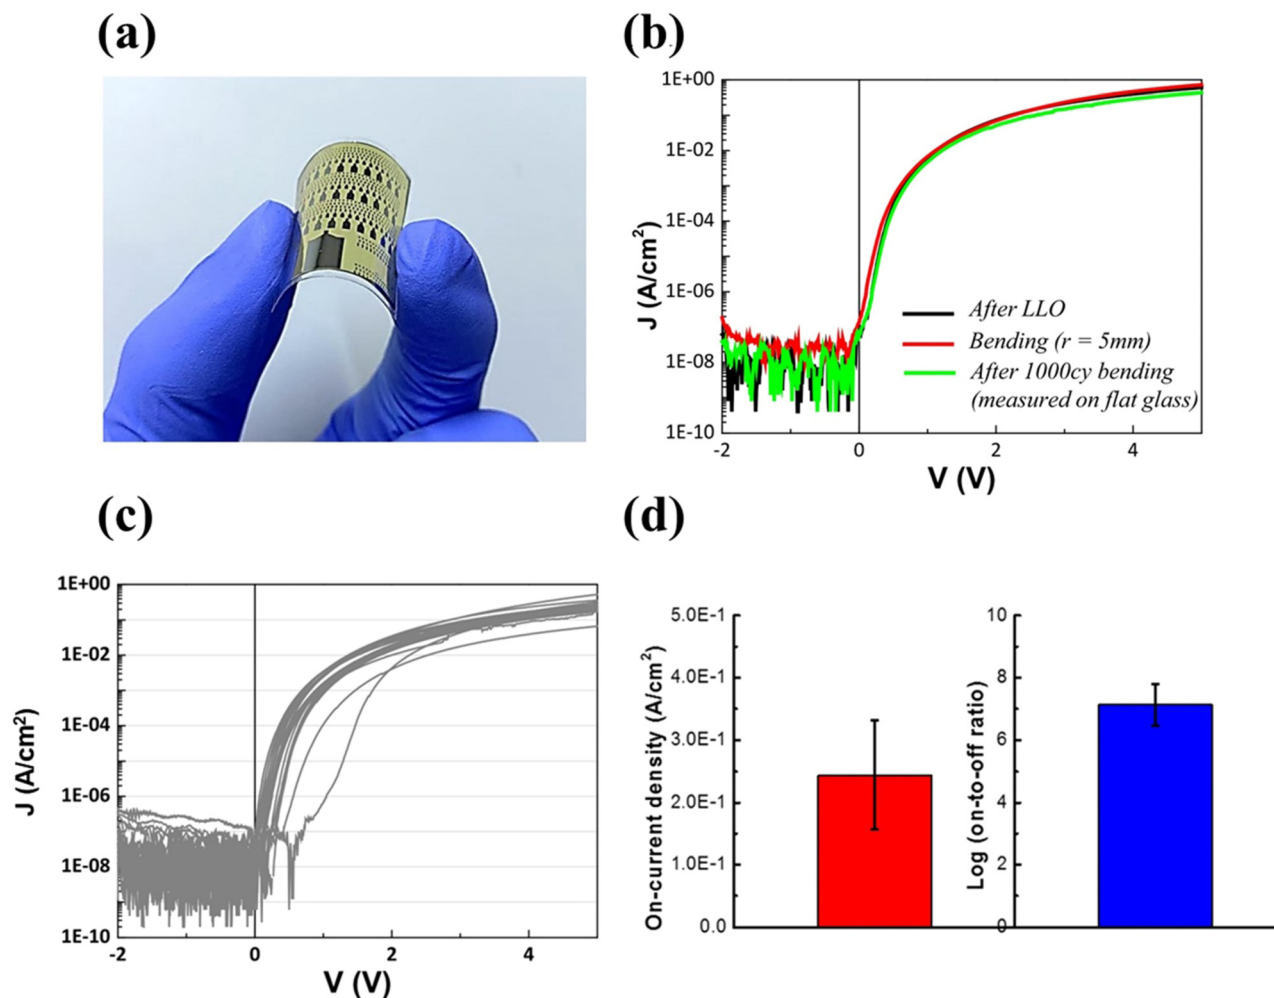 (a)
(b)
1E+00
1E-02
1E-04
1E-06
1E-08
1E-10
J (A/cm²)
After LLO
Bending (r = 5mm)
After 1000cy bending
(measured on flat glass)
-2
0
2
4
V (V)
(c)
1E+00
1E-02
1E-04
1E-06
1E-08
1E-10
J (A/cm²)
-2
0
2
4
V (V)
(d)
5.0E-1
4.0E-1
3.0E-1
2.0E-1
1.0E-1
0.0
On-current density (A/cm²)
10
8
6
4
2
0
Log (on-to-off ratio)